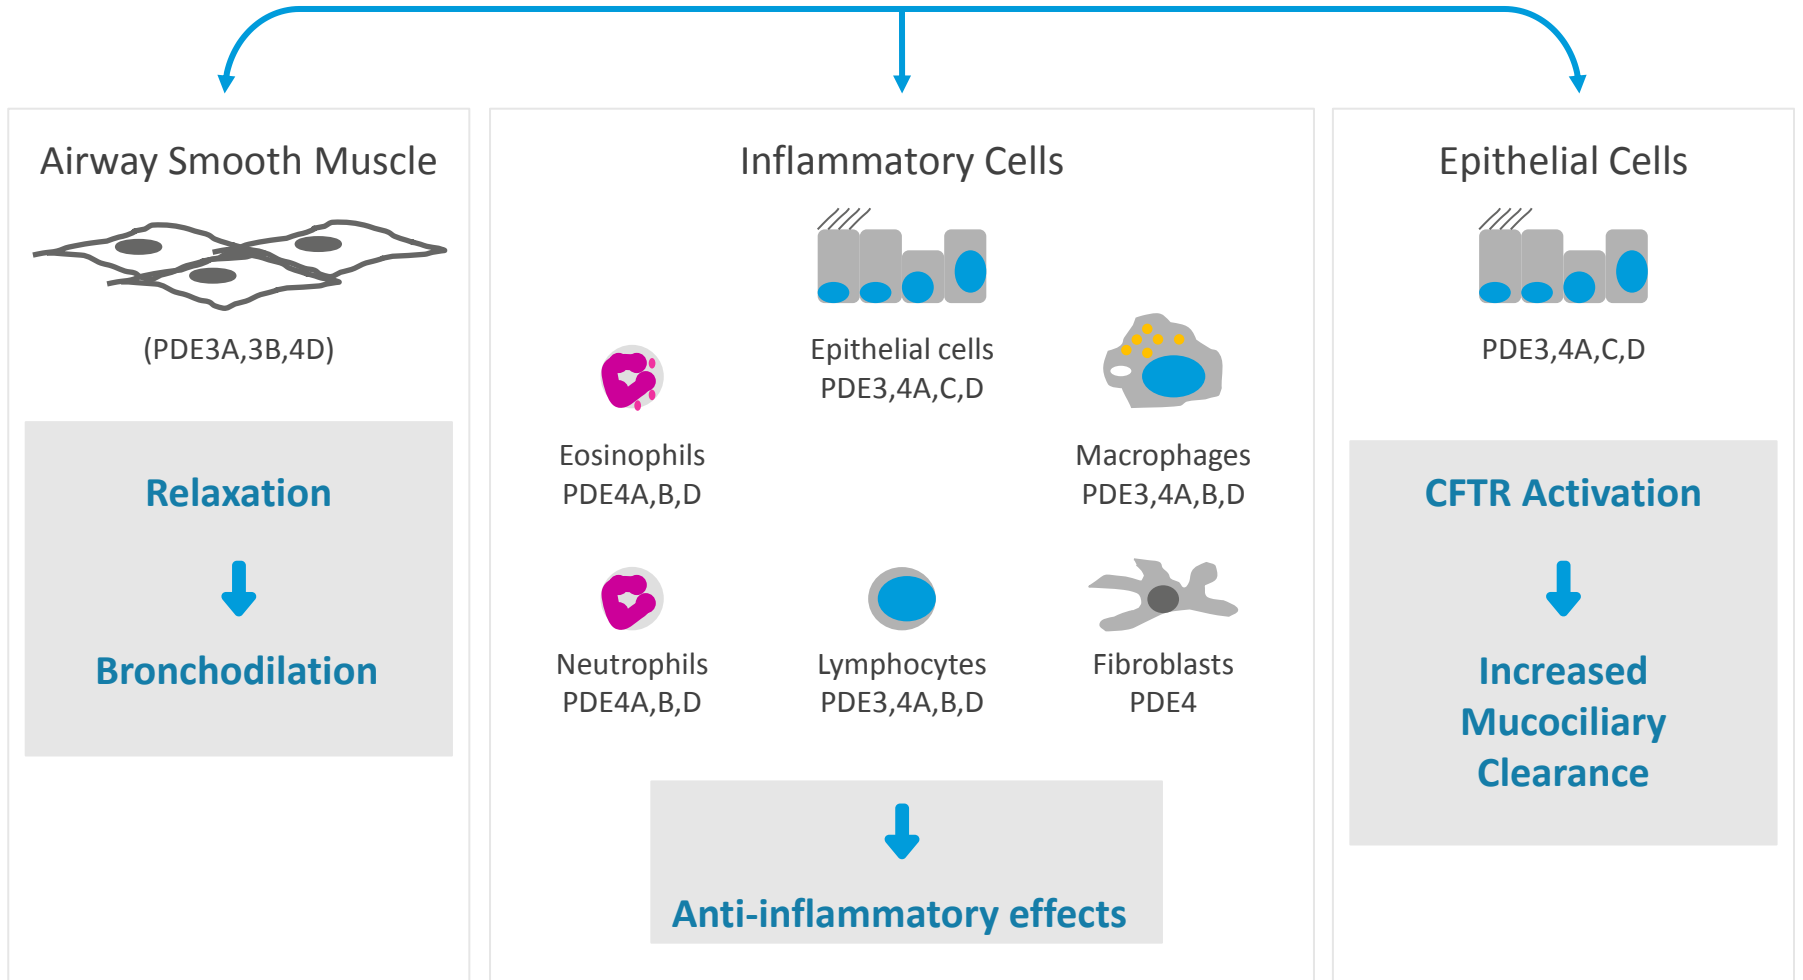 Airway Smooth Muscle
(PDE3A,3B,4D)
Relaxation
Bronchodilation
Inflammatory Cells
Epithelial cells
PDE3,4A,C,D
Eosinophils
PDE4A,B,D
Macrophages
PDE3,4A,B,D
Neutrophils
PDE4A,B,D
Lymphocytes
PDE3,4A,B,D
Fibroblasts
PDE4
Anti-inflammatory effects
Epithelial Cells
PDE3,4A,C,D
CFTR Activation
Increased
Mucociliary
Clearance